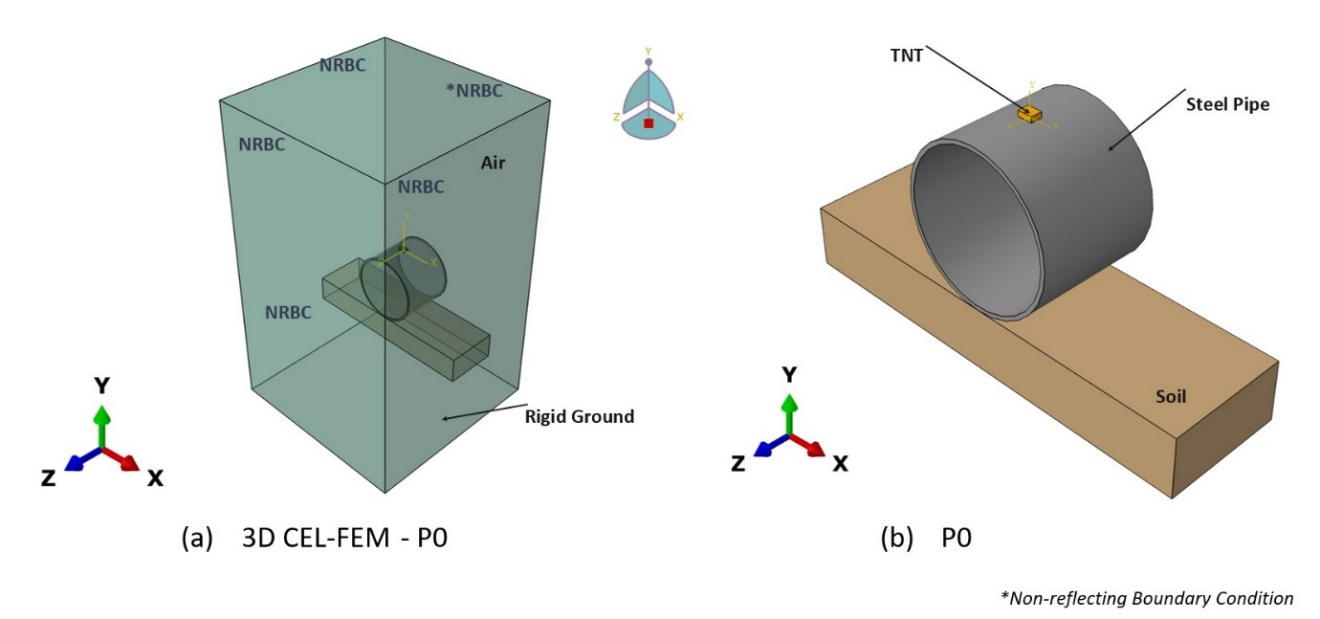 NRBC
*NRBC
NRBC
Air
NRBC
NRBC
Rigid Ground
Y
Z
X
Y
Z
X
Y
Z
X
(a) 3D CEL-FEM - P0
TNT
Steel Pipe
Y
Z
X
Soil
Y
Z
X
(b) P0
*Non-reflecting Boundary Condition